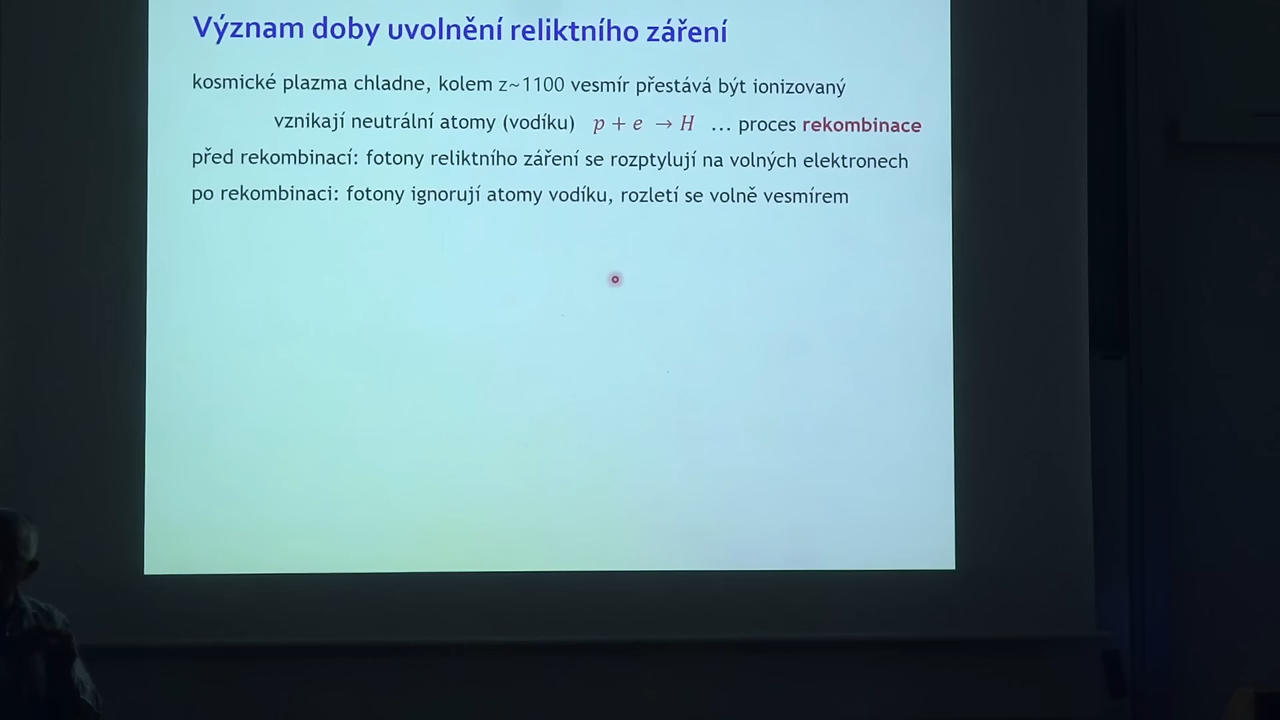 Význam doby uvolnění reliktního záření
kosmické plazma chladne, kolem z~1100 vesmír přestává být ionizovaný
vznikají neutrální atomy (vodíku) p + e → H ... proces rekombinace
před rekombinací: fotony reliktního záření se rozptylují na volných elektronech
po rekombinaci: fotony ignorují atomy vodíku, rozletí se volně vesmírem